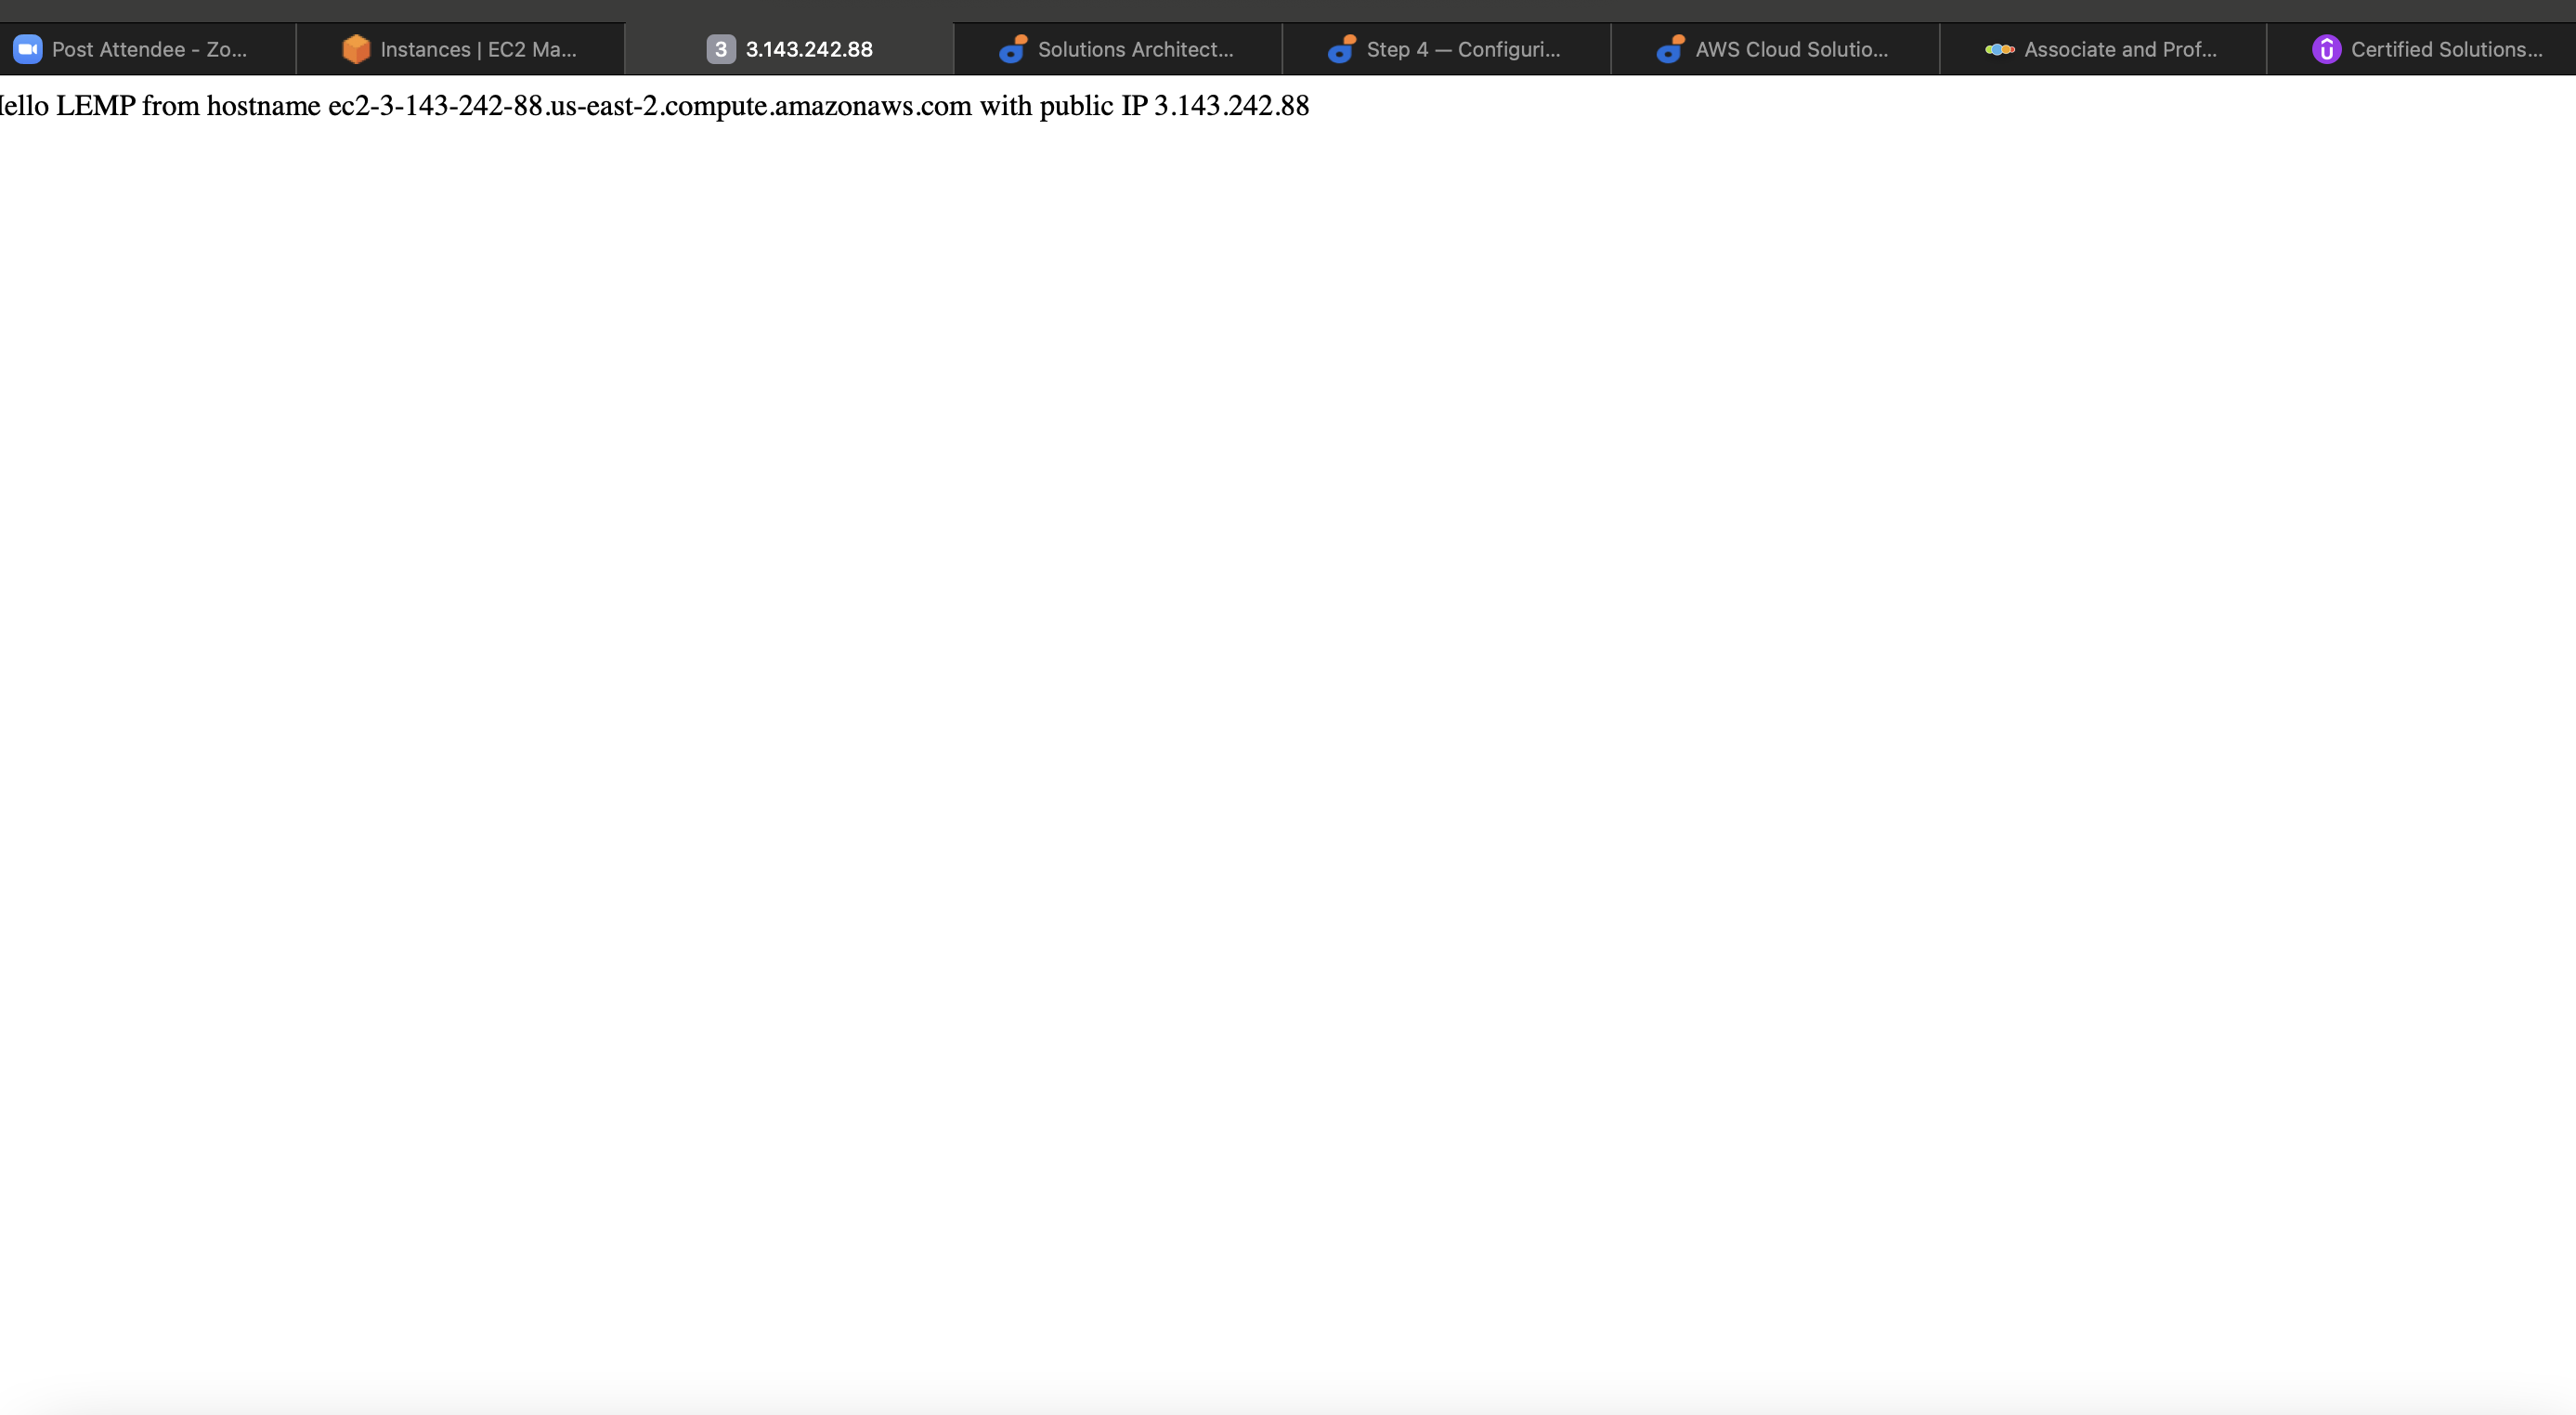 Post Attendee - Zo...
Instances | EC2 Ma...
3 3.143.242.88
Solutions Architect...
Step 4 — Configuri...
AWS Cloud Solutio...
Associate and Prof...
Certified Solutions...
ello LEMP from hostname ec2-3-143-242-88.us-east-2.compute.amazonaws.com with public IP 3.143.242.88